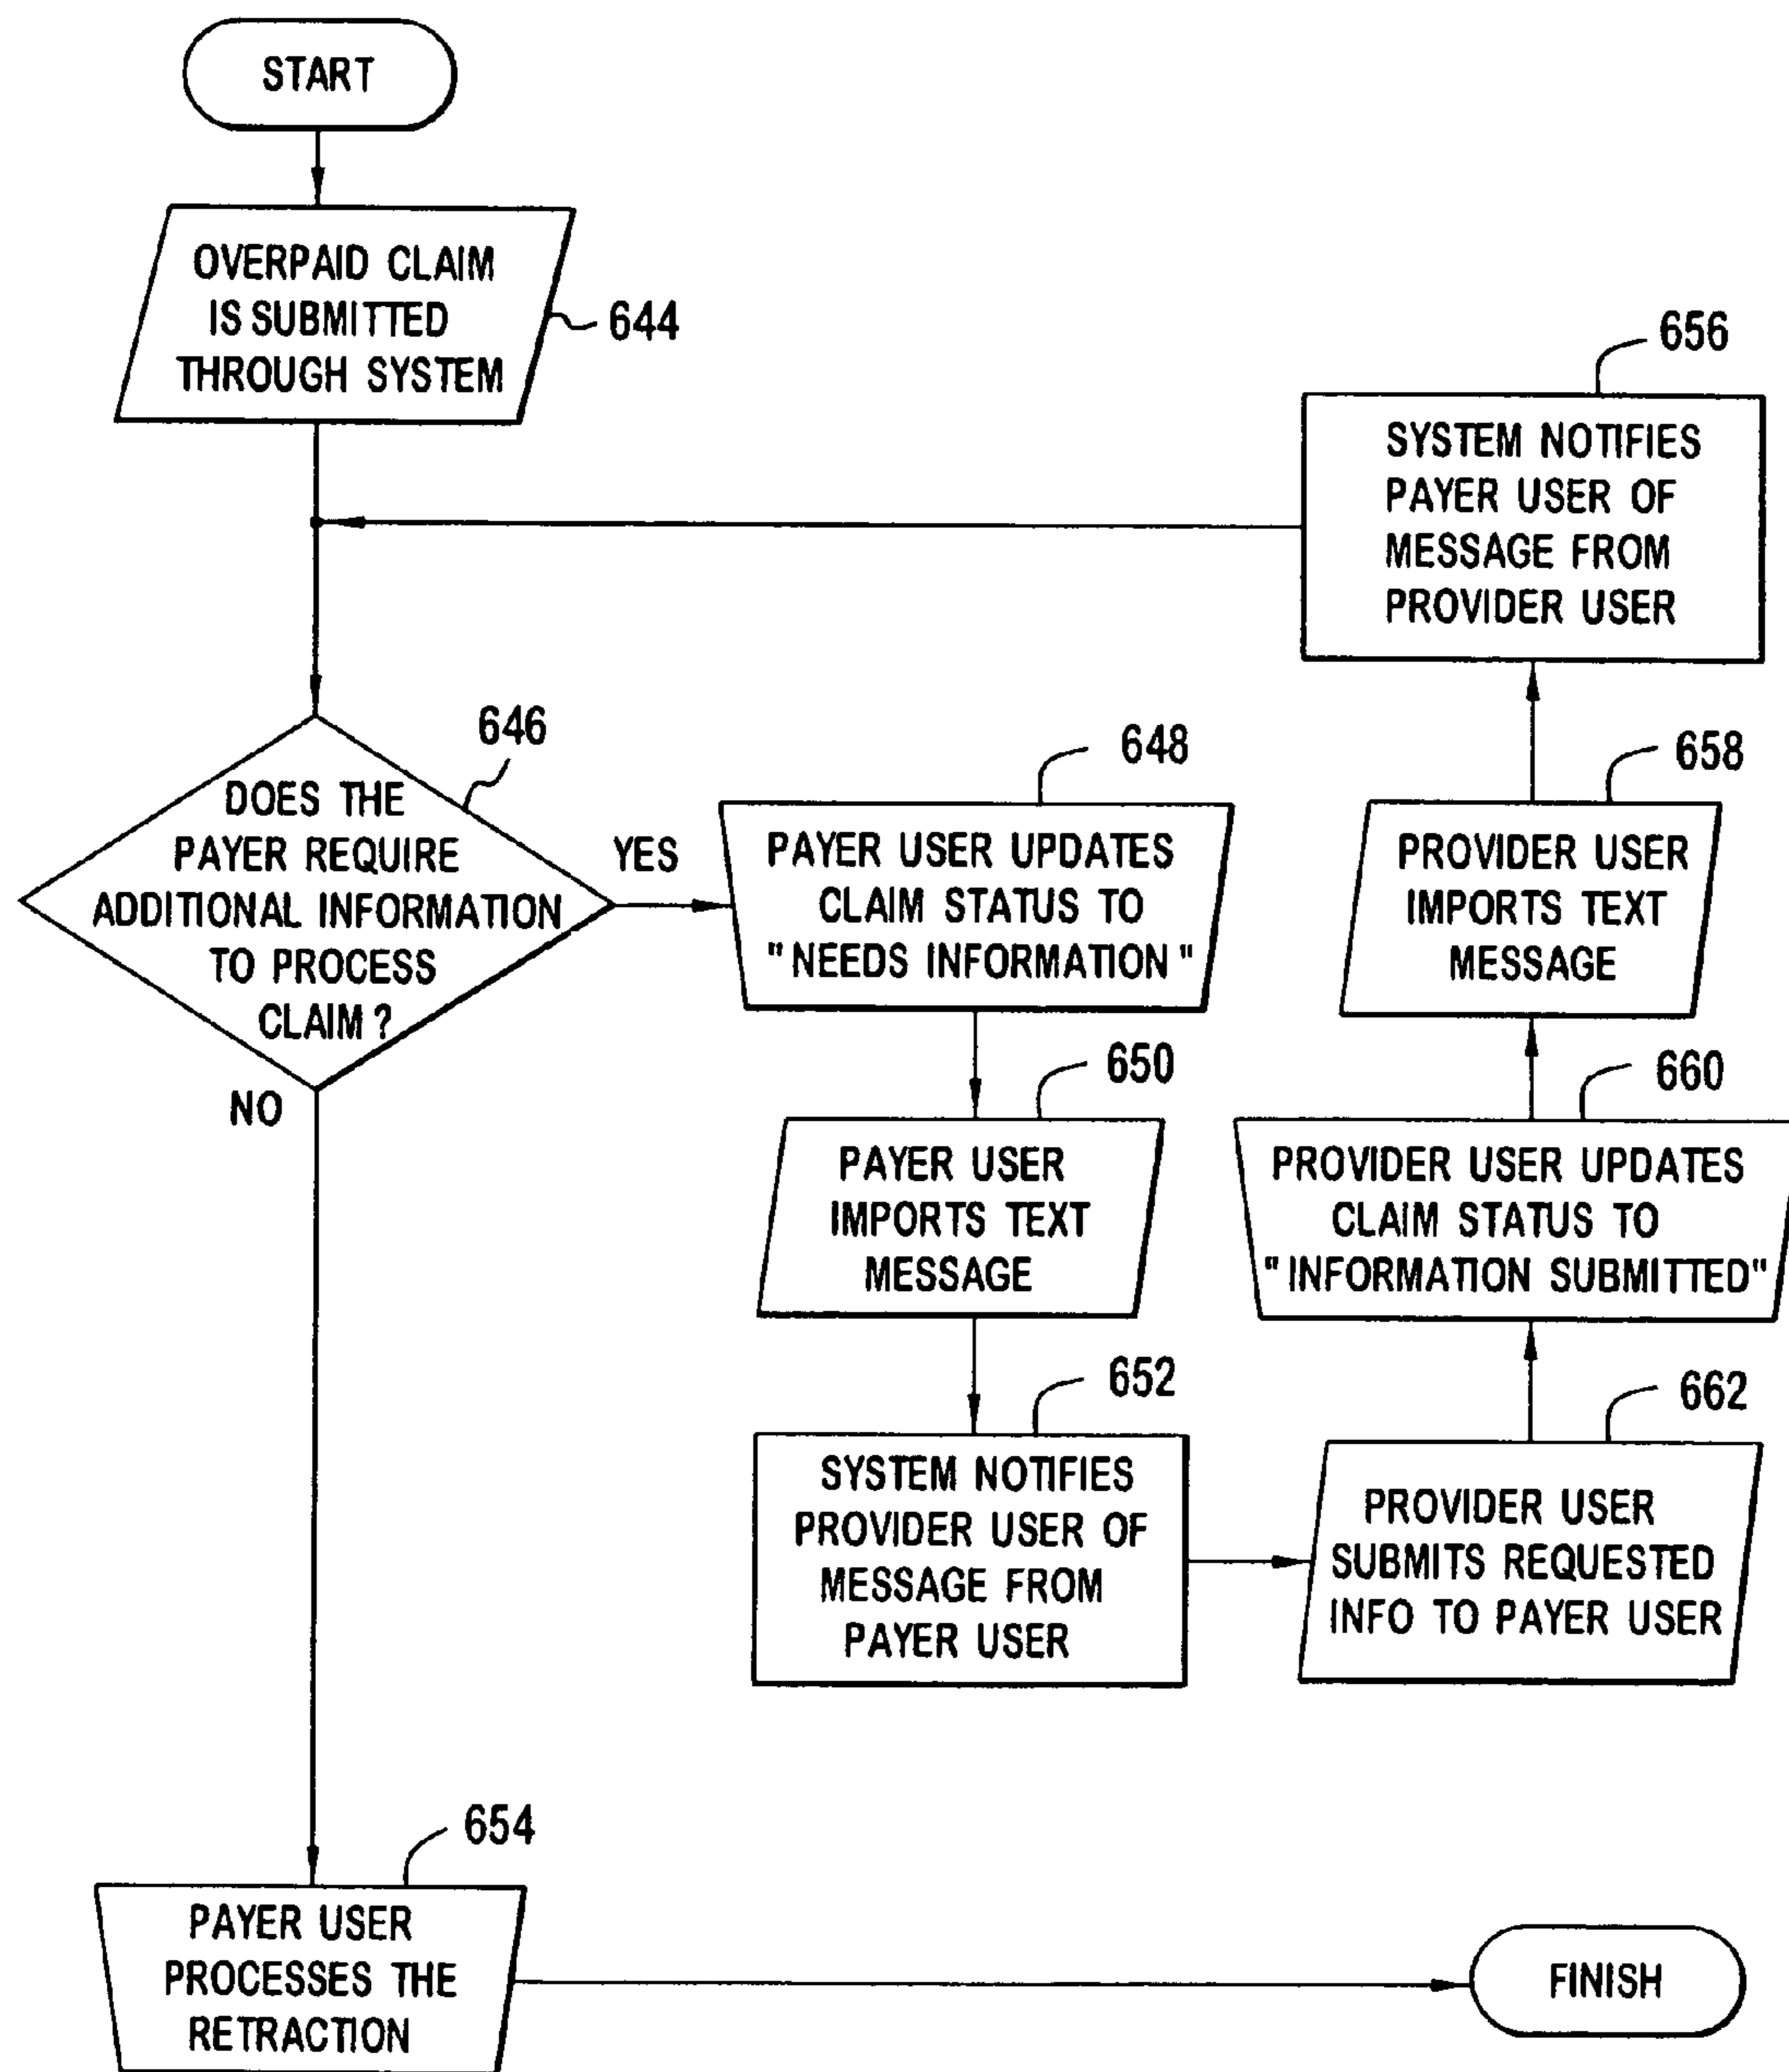 START
OVERPAID CLAIM
IS SUBMITTED
THROUGH SYSTEM
644
656
SYSTEM NOTIFIES
PAYER USER OF
MESSAGE FROM
PROVIDER USER
646
DOES THE
PAYER REQUIRE
ADDITIONAL INFORMATION
TO PROCESS
CLAIM?
YES
NO
648
PAYER USER UPDATES
CLAIM STATUS TO
"NEEDS INFORMATION"
658
PROVIDER USER
IMPORTS TEXT
MESSAGE
650
PAYER USER
IMPORTS TEXT
MESSAGE
660
PROVIDER USER UPDATES
CLAIM STATUS TO
"INFORMATION SUBMITTED"
652
SYSTEM NOTIFIES
PROVIDER USER OF
MESSAGE FROM
PAYER USER
662
PROVIDER USER
SUBMITS REQUESTED
INFO TO PAYER USER
654
PAYER USER
PROCESSES THE
RETRACTION
FINISH